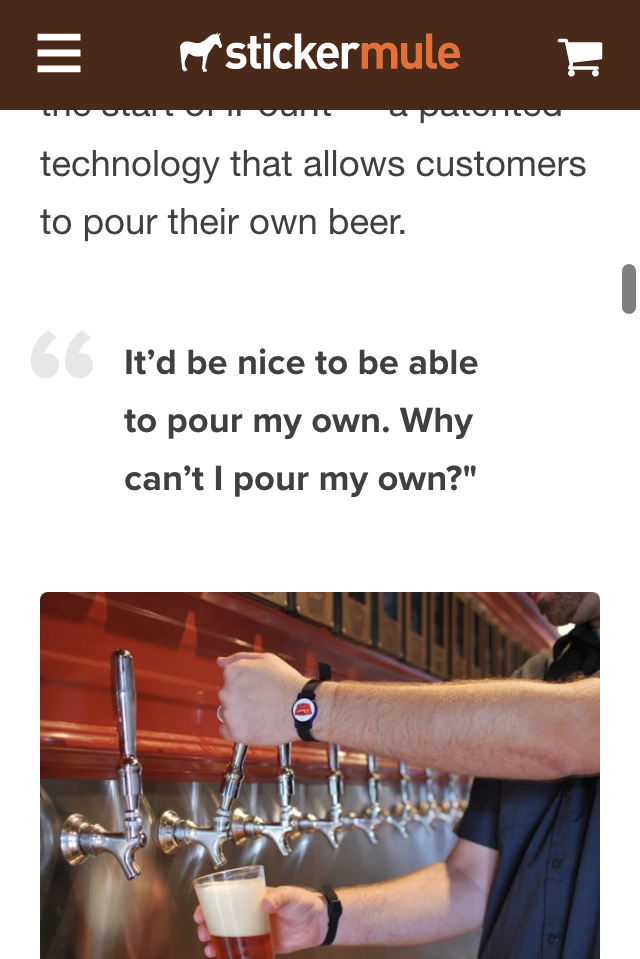 stickermule
technology that allows customers
to pour their own beer.
It’d be nice to be able
to pour my own. Why
can’t I pour my own?"